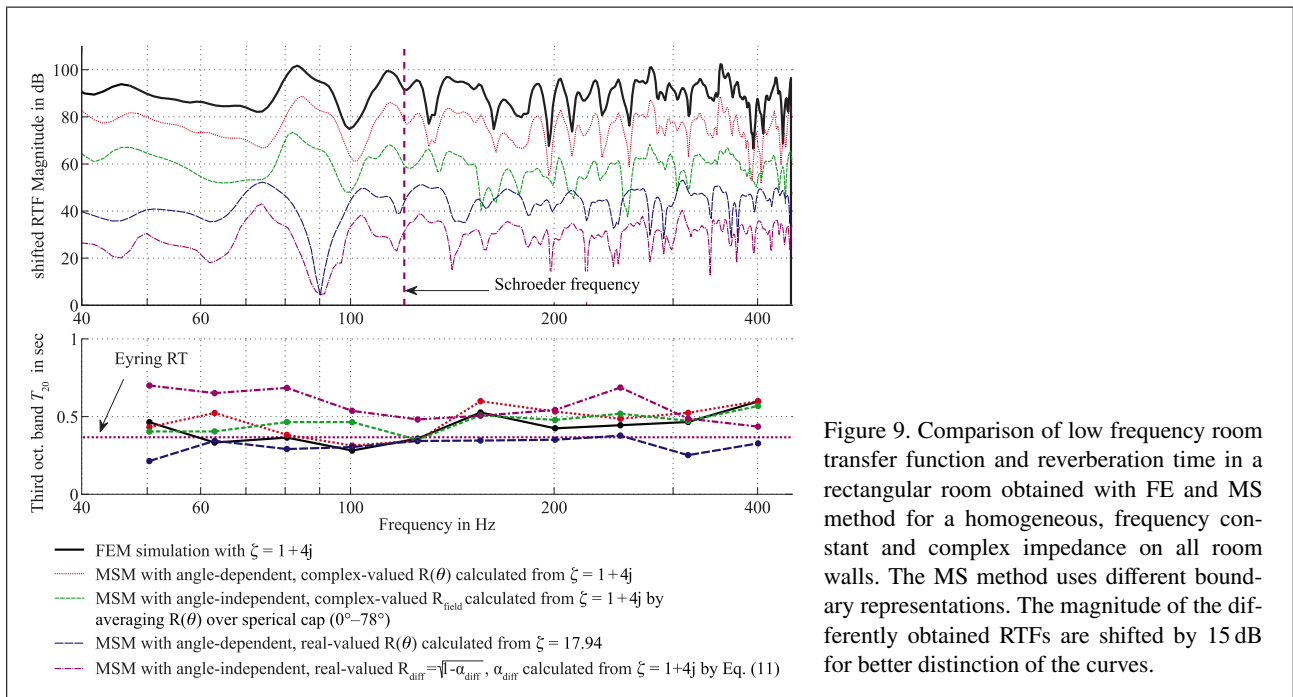 shifted RTF Magnitude in dB
100
80
60
40
20
0
40
60
100
200
400
Schroeder frequency
Third oct. band T20 in sec
1
0.5
0
Eyring RT
40
60
100
200
400
Frequency in Hz
FEM simulation with ζ = 1+4j
MSM with angle-dependent, complex-valued R(θ) calculated from ζ = 1+4j
MSM with angle-independent, complex-valued Rfield calculated from ζ = 1+4j by
averaging R(θ) over sperical cap (0°–78°)
MSM with angle-dependent, real-valued R(θ) calculated from ζ = 17.94
MSM with angle-independent, real-valued Rdiff=√1-αdiff , αdiff calculated from ζ = 1+4j by Eq. (11)
Figure 9. Comparison of low frequency room
transfer function and reverberation time in a
rectangular room obtained with FE and MS
method for a homogeneous, frequency con-
stant and complex impedance on all room
walls. The MS method uses different bound-
ary representations. The magnitude of the dif-
ferently obtained RTFs are shifted by 15 dB
for better distinction of the curves.